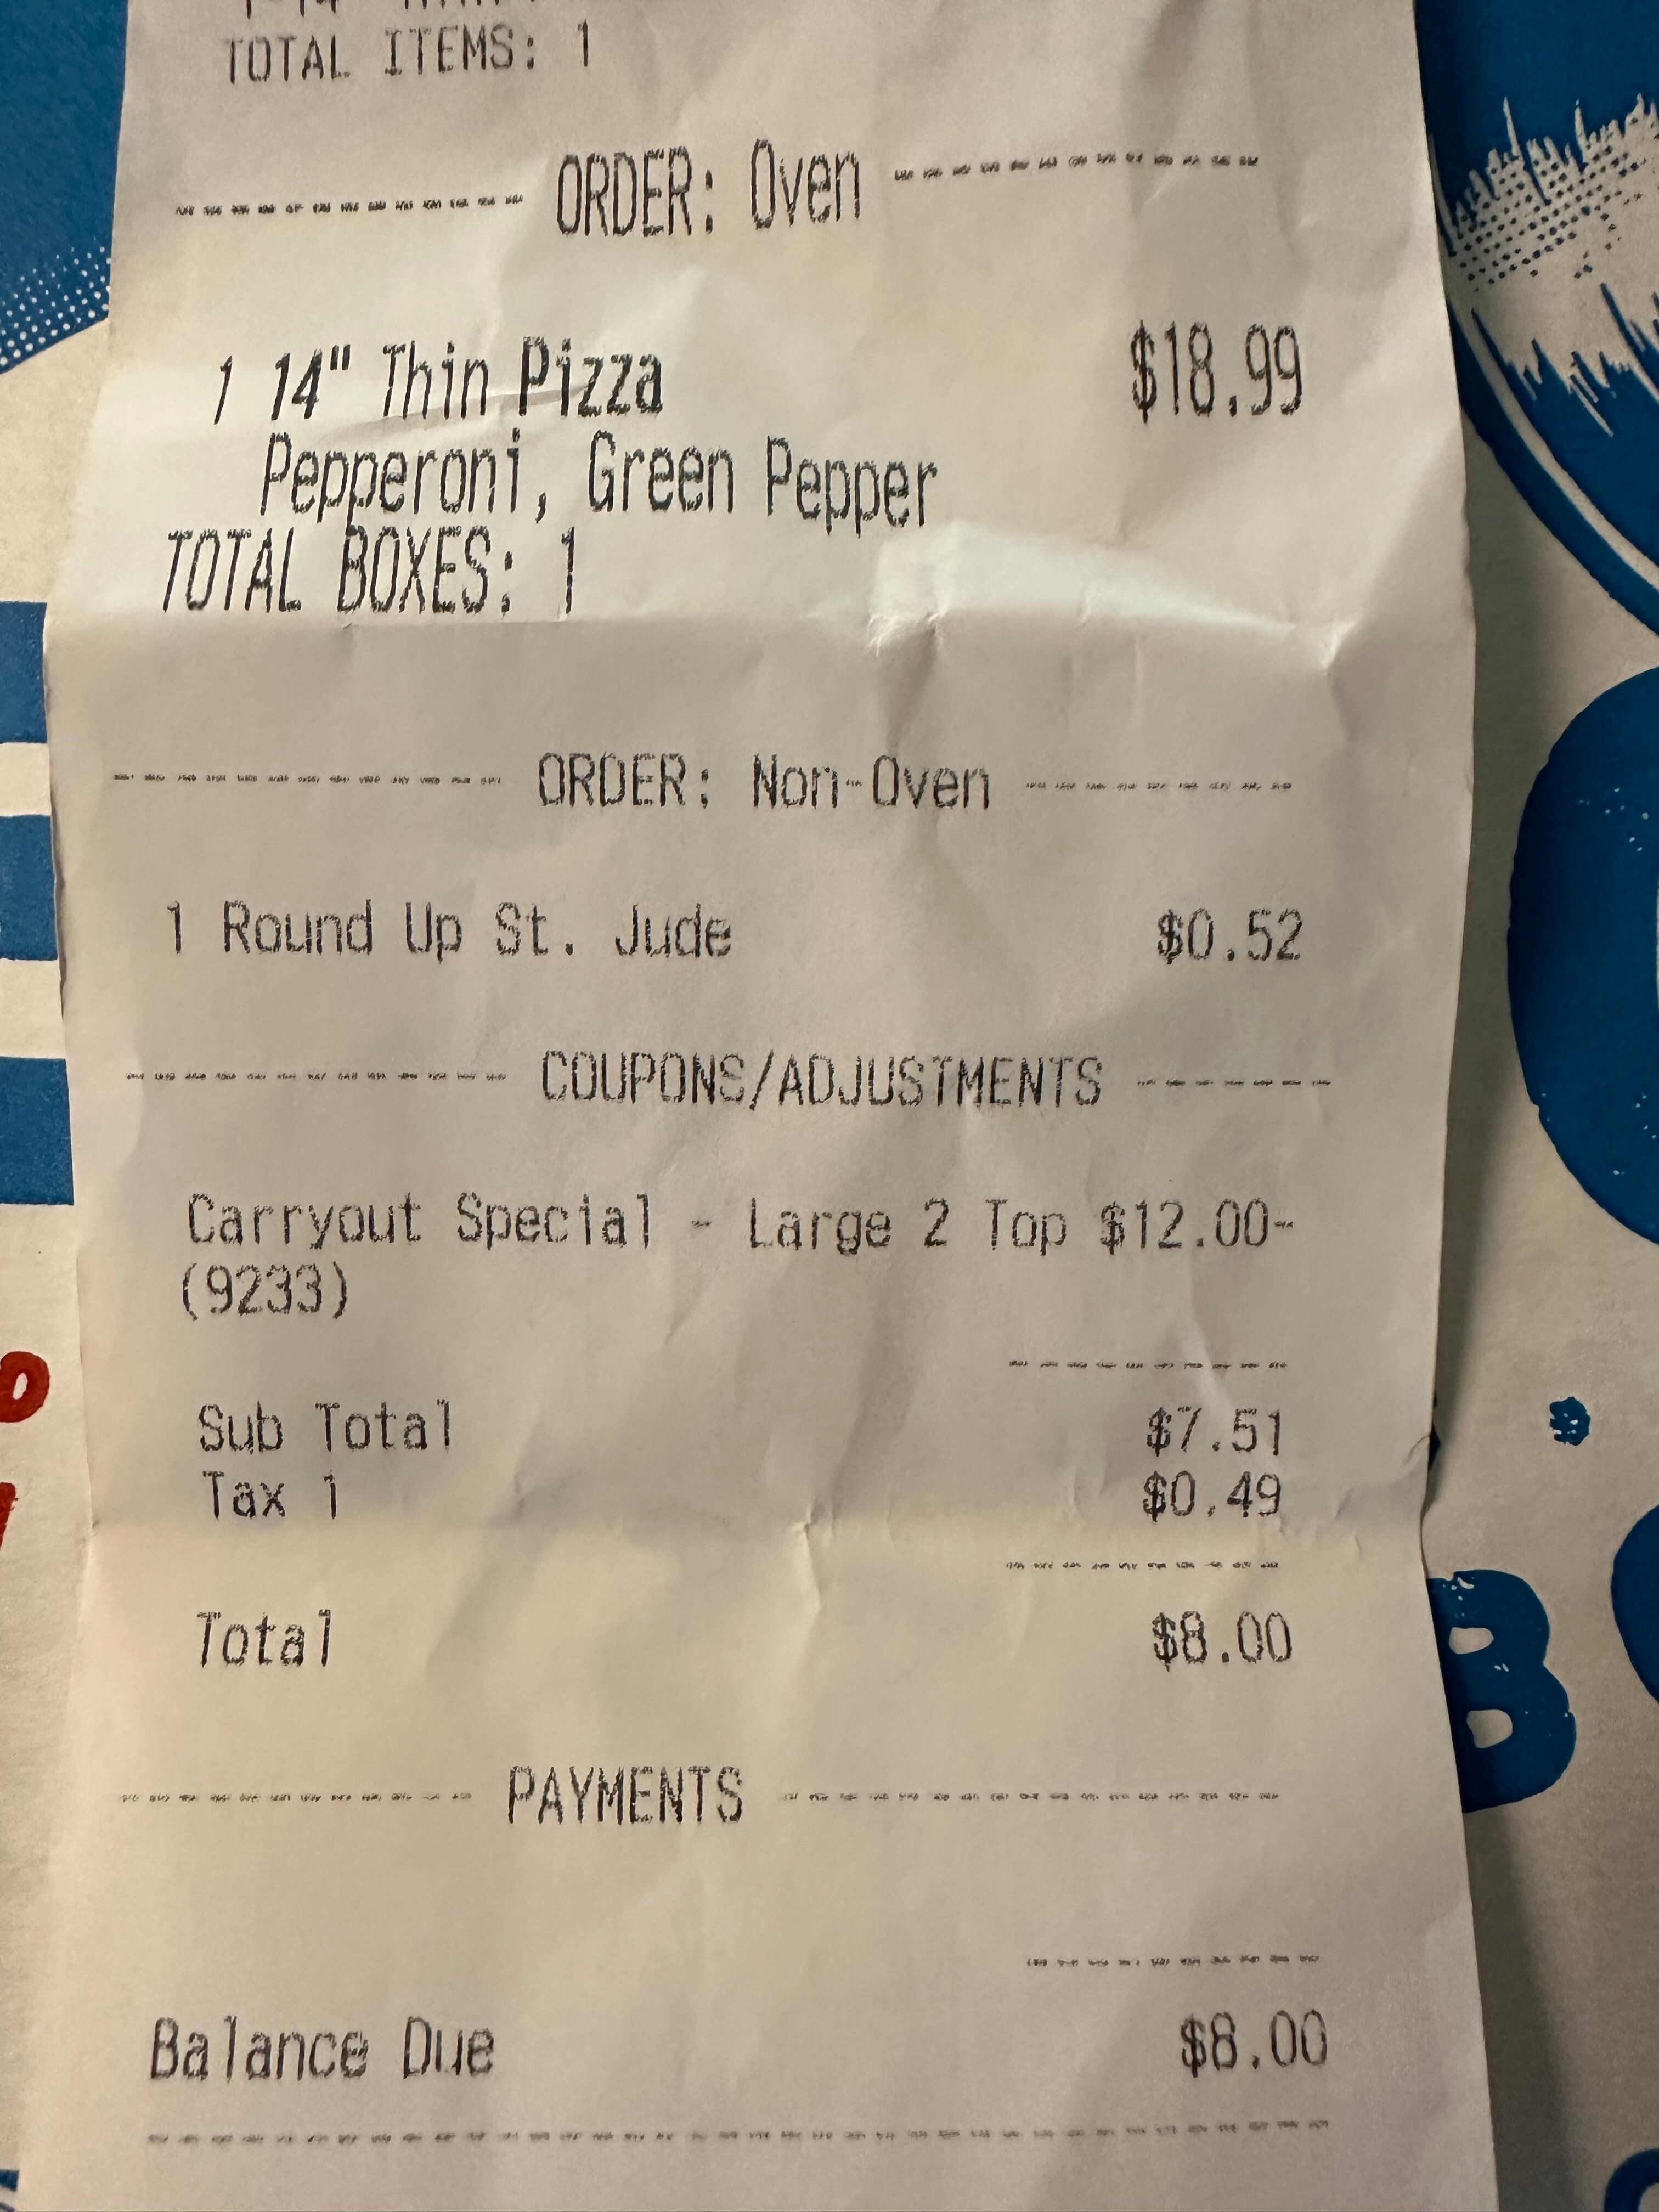 TOTAL ITEMS: 1
------------ ORDER: Oven ------------
1 14" Thin Pizza $18.99
Pepperoni, Green Pepper
TOTAL BOXES: 1
------------- ORDER: Non-Oven ---------
1 Round Up St. Jude $0.52
------------- COUPONS/ADJUSTMENTS -------
Carryout Special - Large 2 Top $12.00-
(9233)
----------
Sub Total $7.51
Tax 1 $0.49
----------
Total $8.00
------------ PAYMENTS -----------------
----------
Balance Due $8.00
---------------------------------------
B